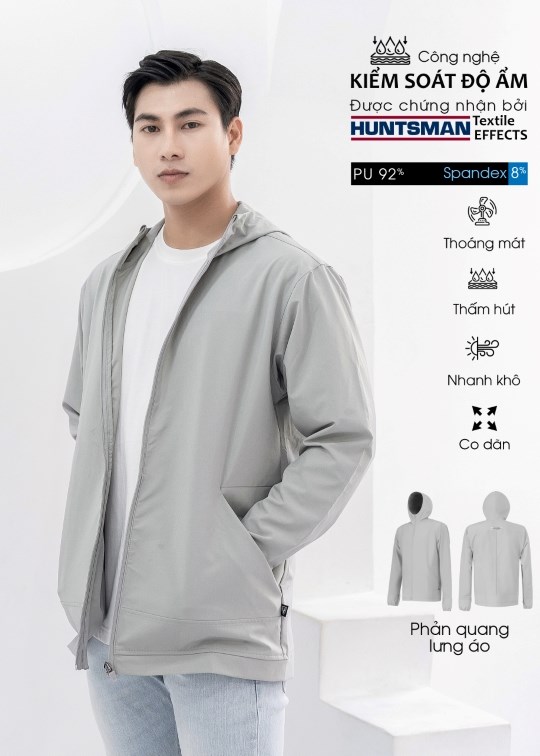 Công nghệ
KIỂM SOÁT ĐỘ ẨM
Được chứng nhận bởi
HUNTSMAN Textile EFFECTS
PU 92% Spandex 8%
Thoáng mát
Thấm hút
Nhanh khô
Co dãn
Phản quang
lưng áo